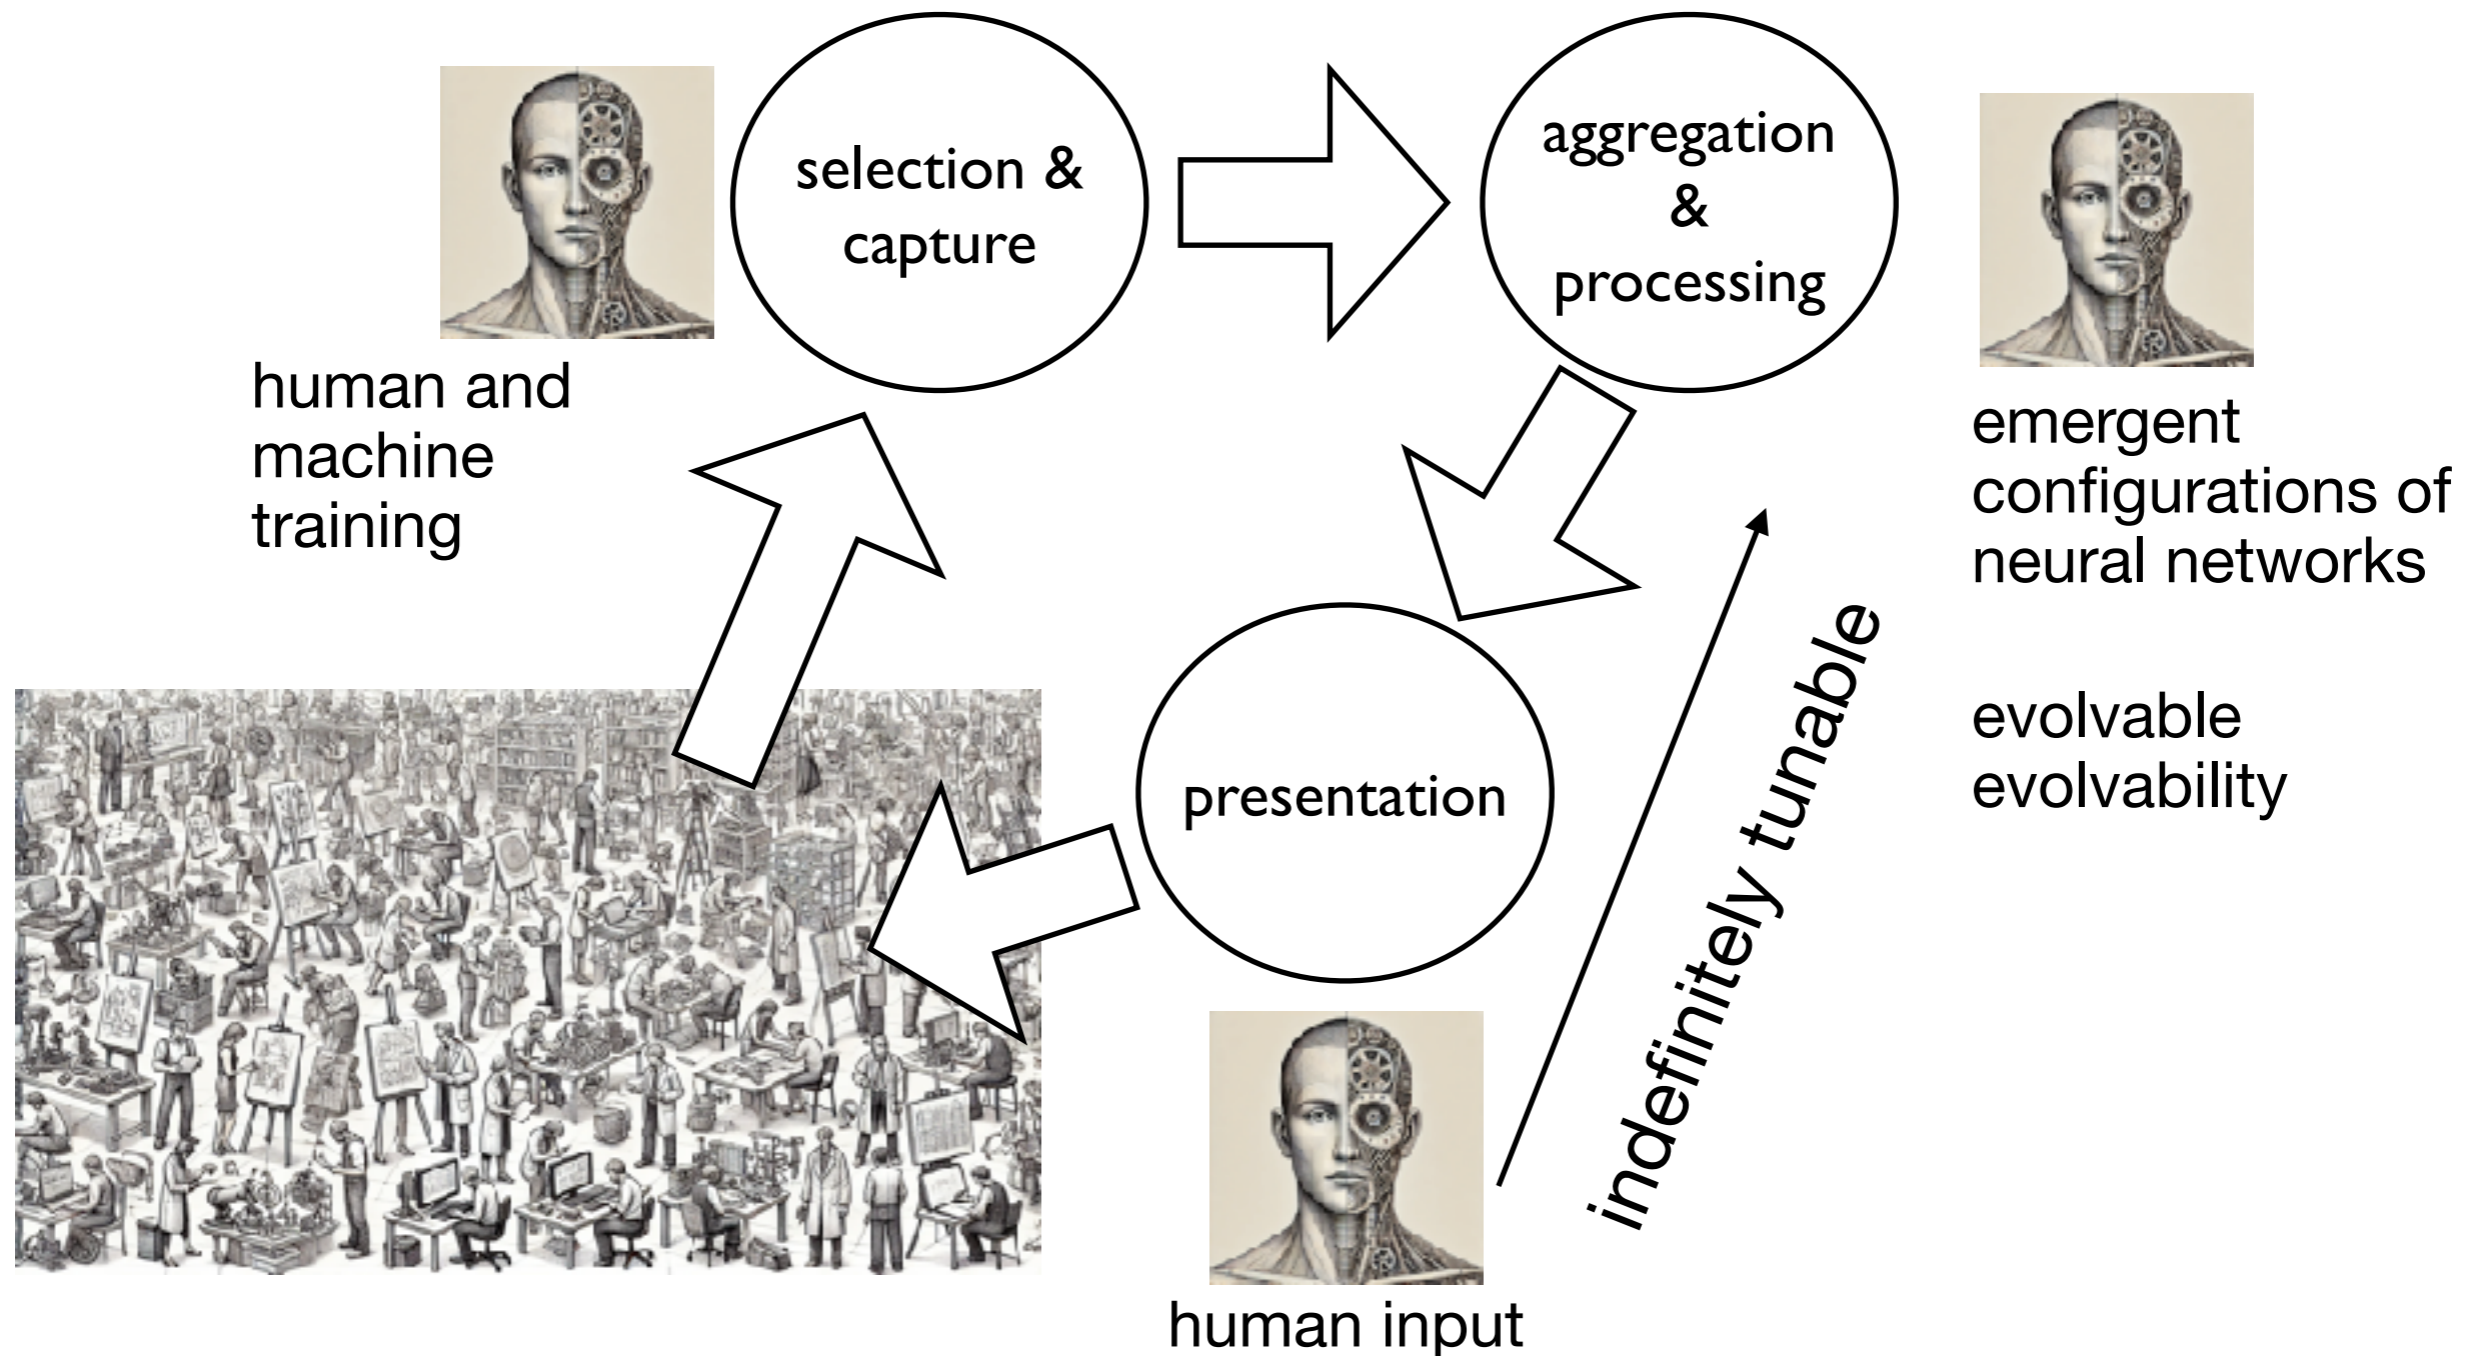 selection &
capture
aggregation
&
processing
human and
machine
training
emergent
configurations of
neural networks
evolvable
evolvability
presentation
indefinitely tunable
human input